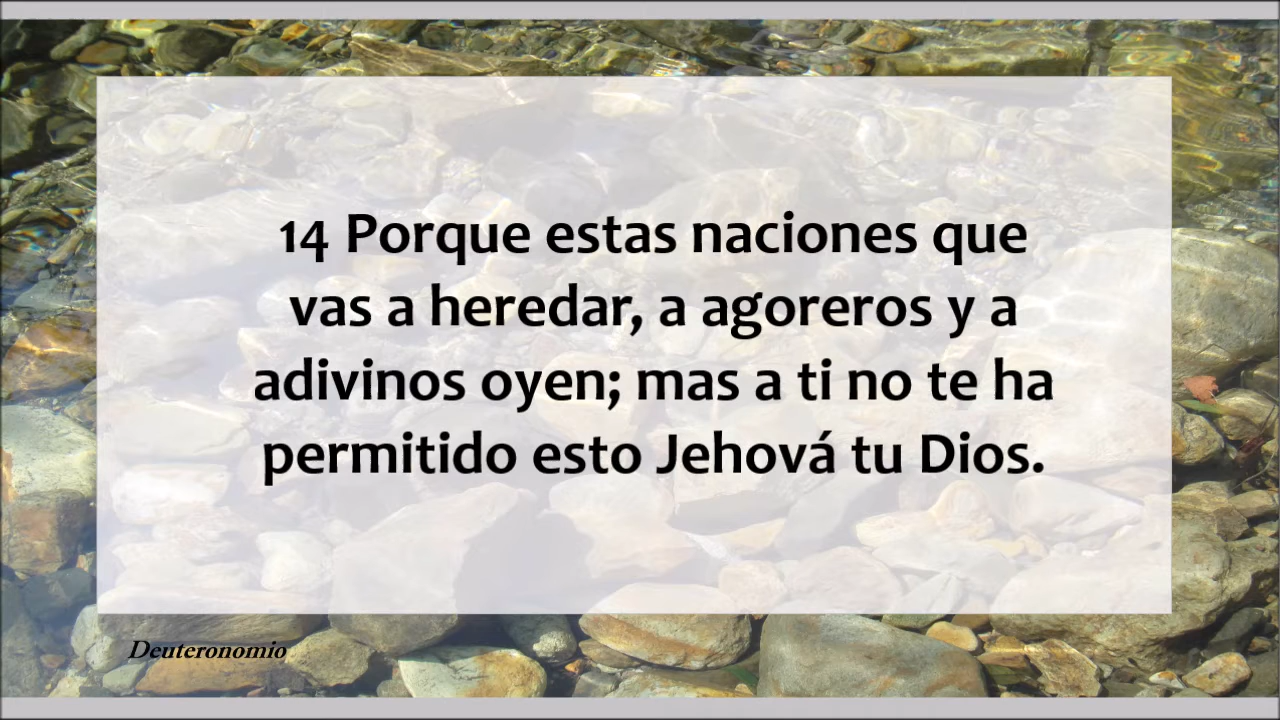 14 Porque estas naciones que
vas a heredar, a agoreros y a
adivinos oyen; mas a ti no te ha
permitido esto Jehová tu Dios.
Deuteronomio